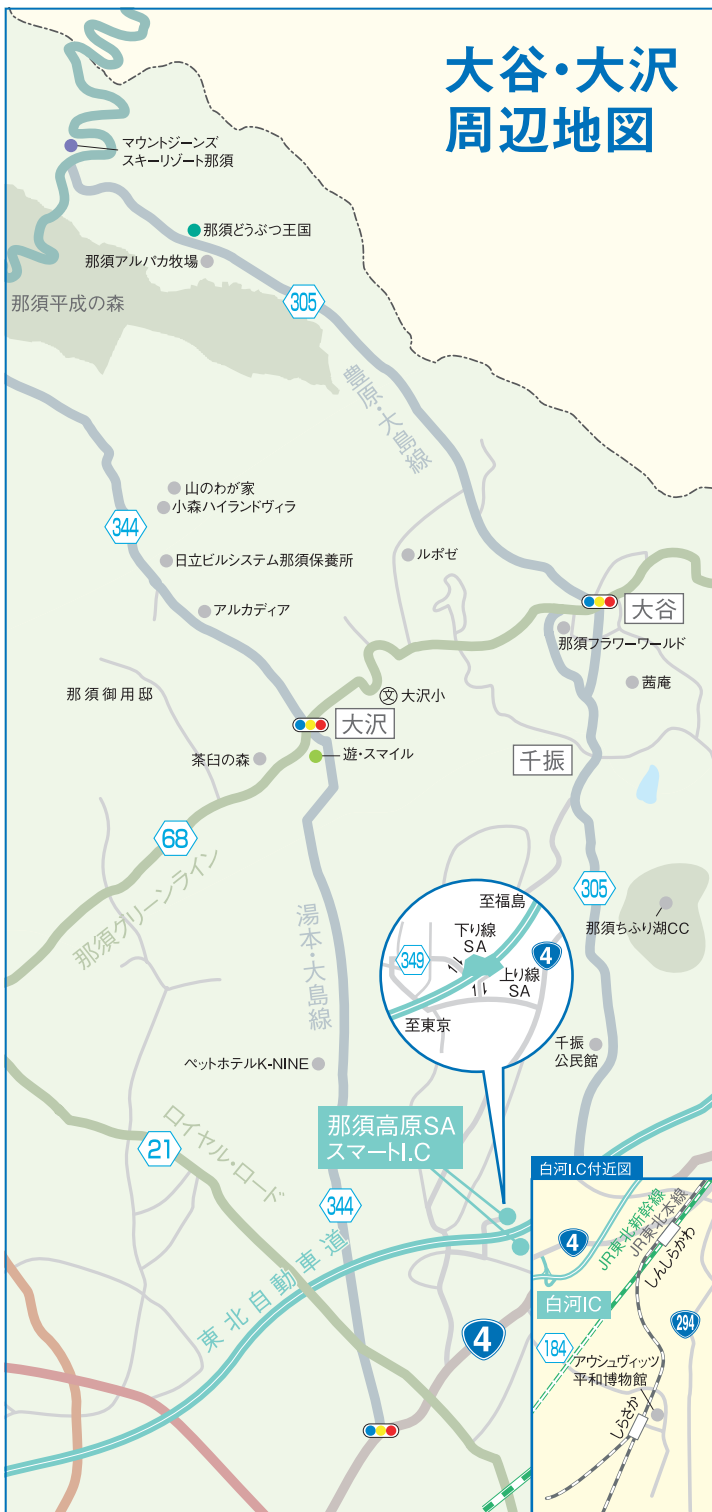 大谷・大沢
周辺地図
マウントジーンズ
スキーリゾート那須
那須どうぶつ王国
那須アルパカ牧場
那須平成の森
305
豊原・大島線
344
山のわが家
小森ハイランドヴィラ
日立ビルシステム那須保養所
アルカディア
ルポゼ
大谷
那須フラワーワールド
茜庵
那須御用邸
文
大沢小
大沢
遊・スマイル
茶臼の森
千振
68
那須グリーンライン
湯本・大島線
305
那須ちふり湖CC
至福島
下り線
SA
349
4
上り線
SA
至東京
千振
公民館
ペットホテルK-NINE
那須高原SA
スマートI.C
21
ロイヤル・ロード
344
東北自動車道
4
白河I.C付近図
JR東北新幹線
JR東北本線
4
しんしらかわ
白河IC
294
184
アウシュヴィッツ
平和博物館
しらさか